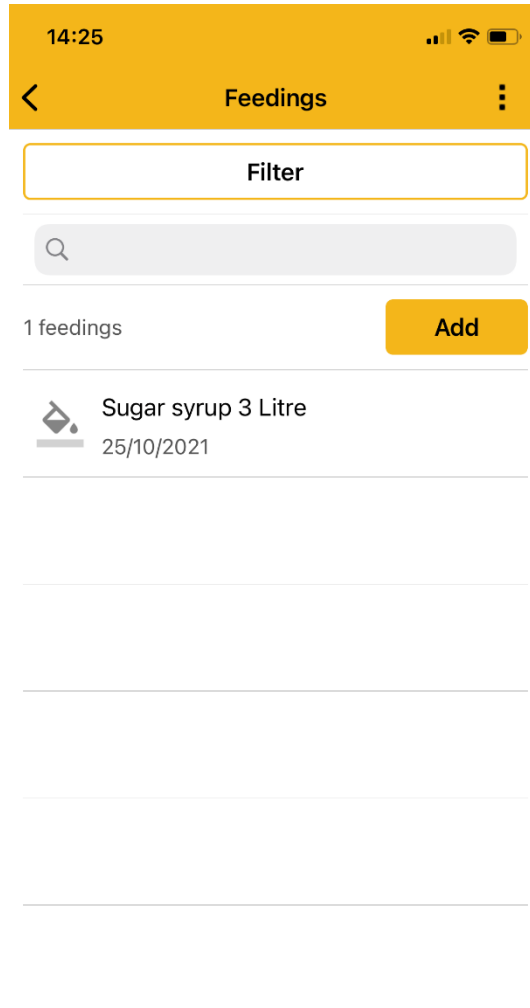 14:25
Feedings
Filter
1 feedings
Add
Sugar syrup 3 Litre
25/10/2021